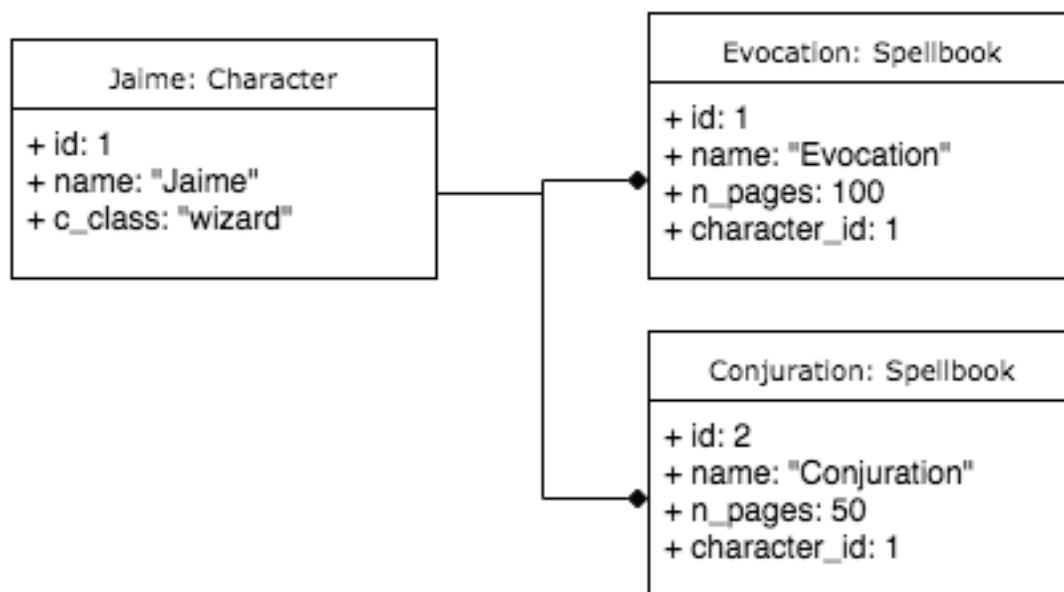 Jaime: Character
+ id: 1
+ name: "Jaime"
+ c_class: "wizard"
Evocation: Spellbook
+ id: 1
+ name: "Evocation"
+ n_pages: 100
+ character_id: 1
Conjuration: Spellbook
+ id: 2
+ name: "Conjuration"
+ n_pages: 50
+ character_id: 1